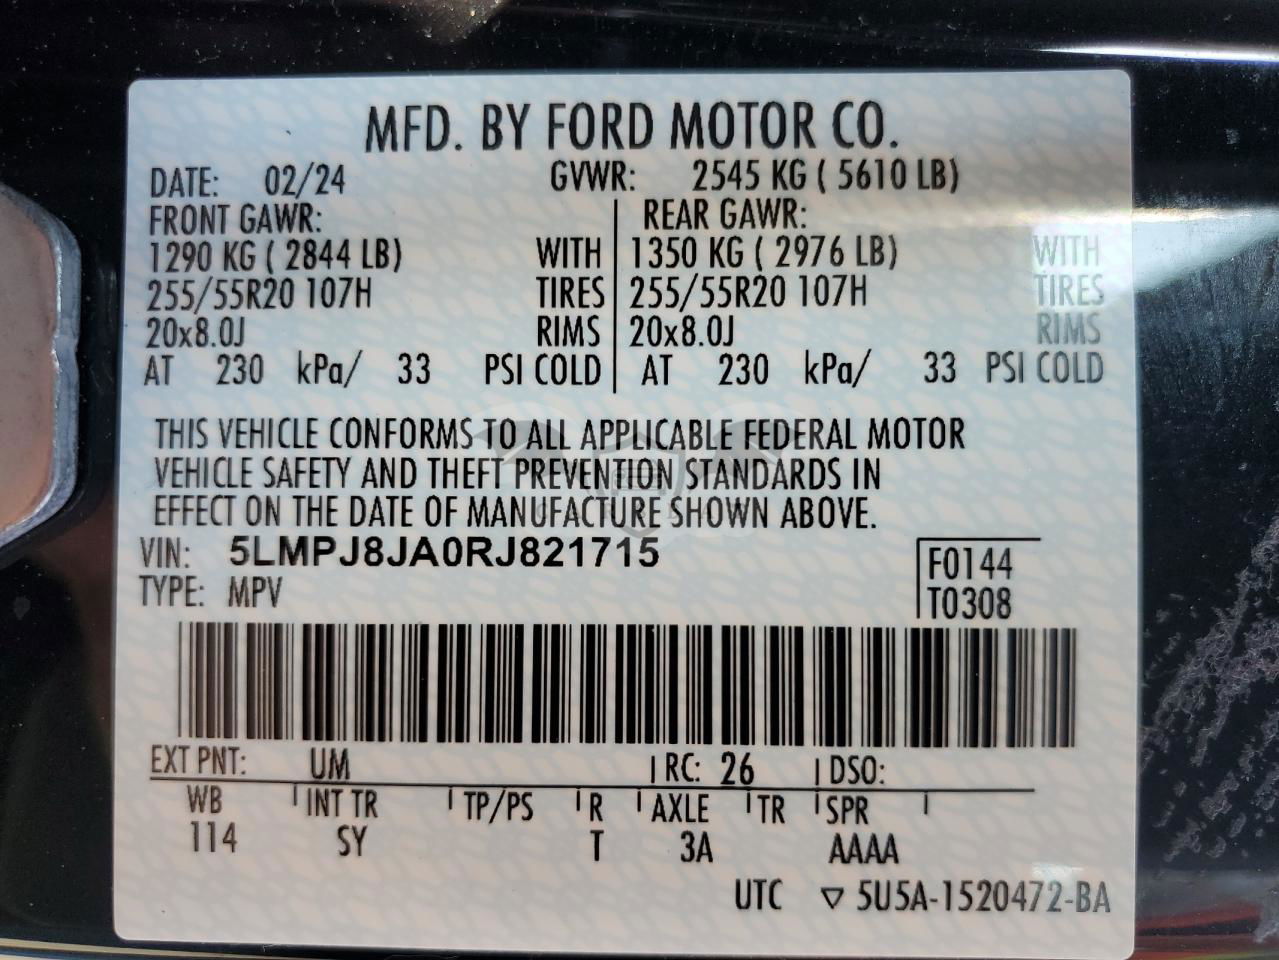 MFD. BY FORD MOTOR CO.
DATE: 02/24 GVWR: 2545 KG ( 5610 LB)
FRONT GAWR: REAR GAWR:
1290 KG ( 2844 LB) WITH 1350 KG ( 2976 LB) WITH
255/55R20 107H TIRES 255/55R20 107H TIRES
20x8.0J RIMS 20x8.0J RIMS
AT 230 kPa/ 33 PSI COLD AT 230 kPa/ 33 PSI COLD
THIS VEHICLE CONFORMS TO ALL APPLICABLE FEDERAL MOTOR
VEHICLE SAFETY AND THEFT PREVENTION STANDARDS IN
EFFECT ON THE DATE OF MANUFACTURE SHOWN ABOVE.
VIN: 5LMPJ8JA0RJ821715
TYPE: MPV
F0144
T0308
EXT PNT: UM RC: 26 DSO:
WB INT TR TP/PS R AXLE TR SPR
114 SY T 3A AAAA
UTC ▽ 5U5A-1520472-BA